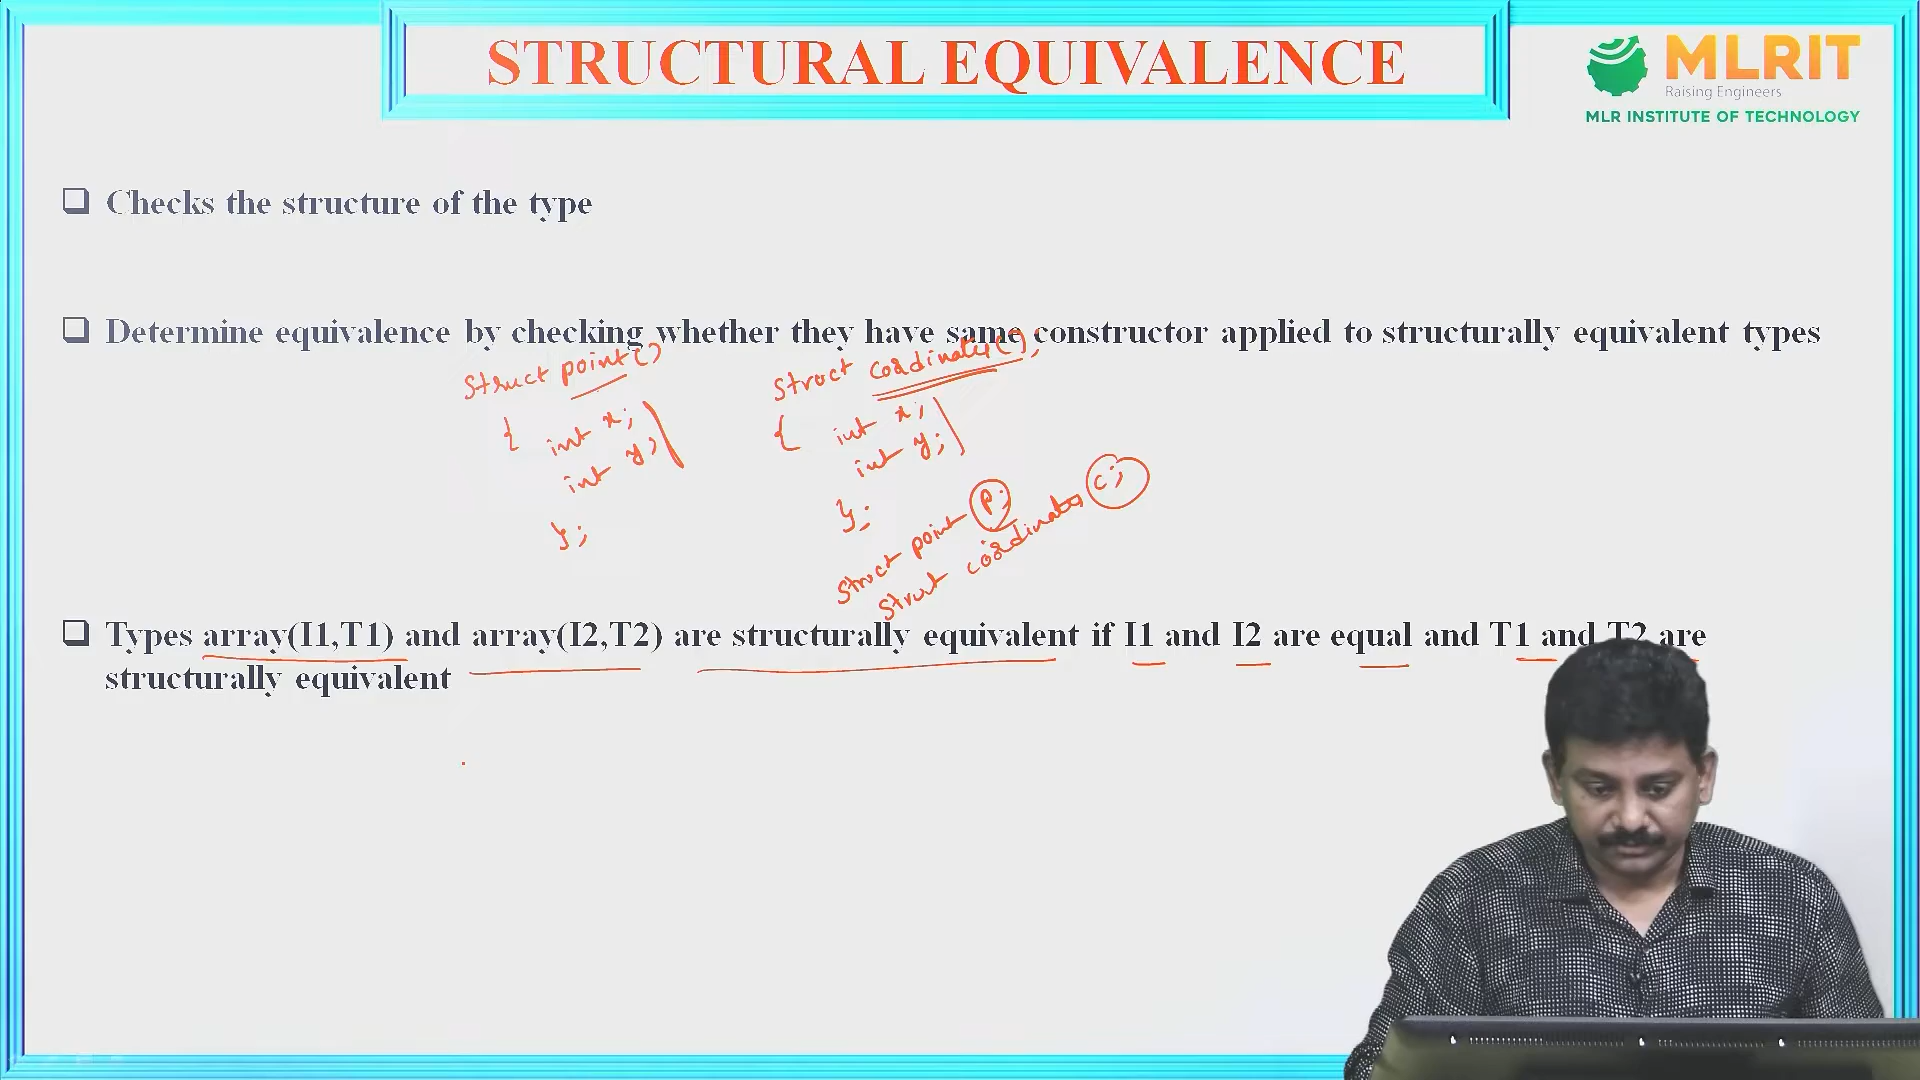 STRUCTURAL EQUIVALENCE
MLRIT
Raising Engineers
MLR INSTITUTE OF TECHNOLOGY
Checks the structure of the type
Determine equivalence by checking whether they have same constructor applied to structurally equivalent types
Struct point()
{ int x;
int y;
};
Struct coordinates();
{ int x;
int y;
};
Struct point p;
Struct coordinates c;
Types array(I1,T1) and array(I2,T2) are structurally equivalent if I1 and I2 are equal and T1 and T2 are
structurally equivalent